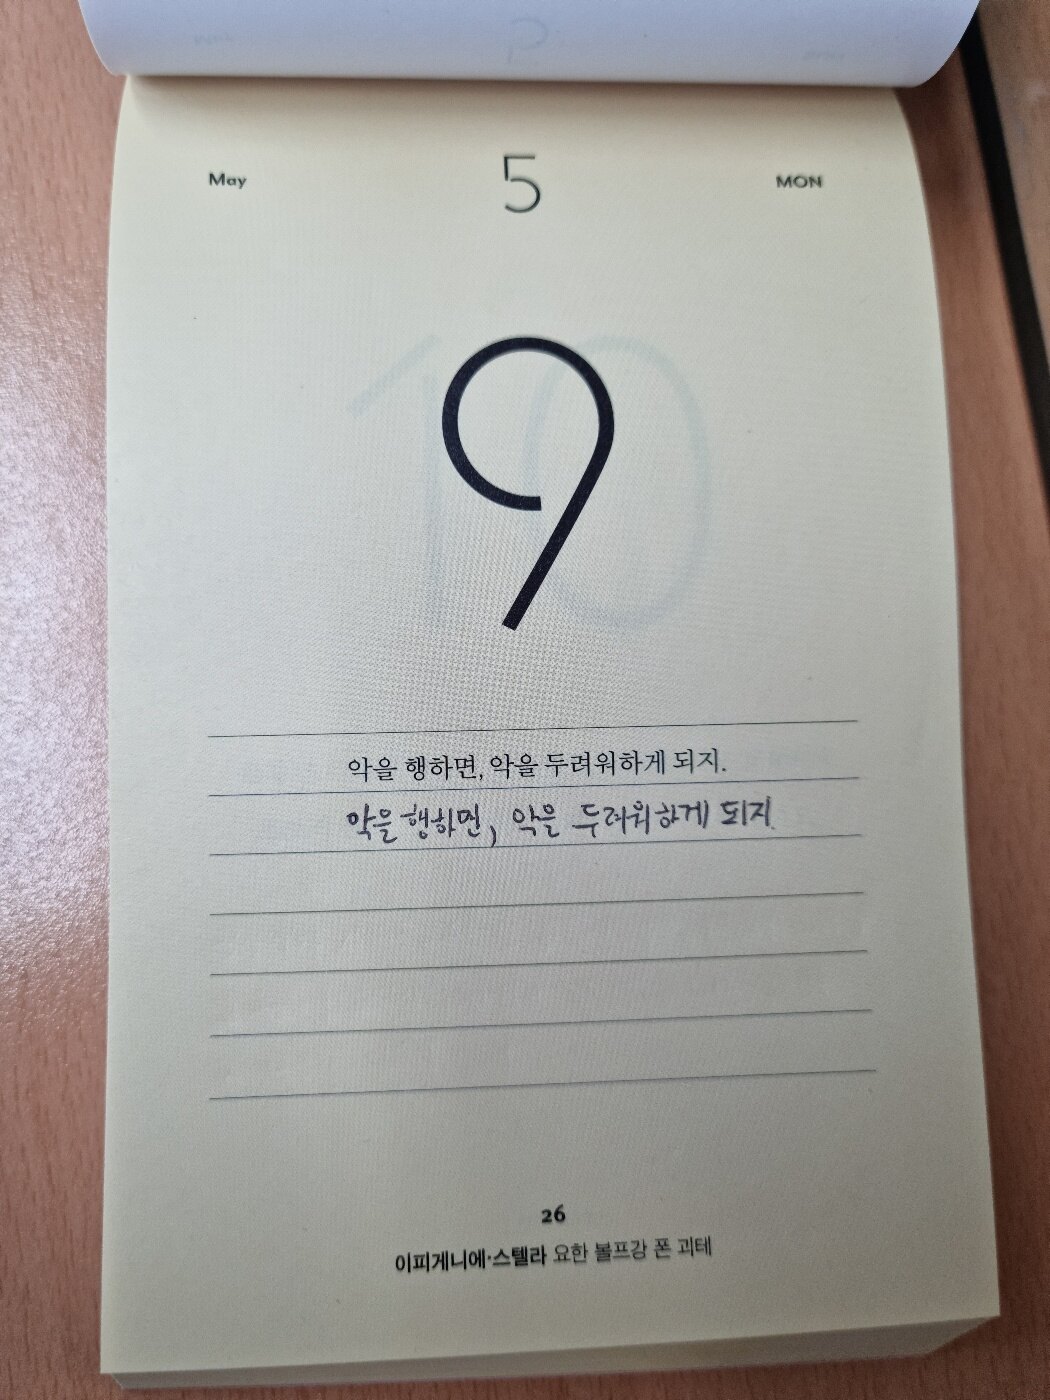 May 5 MON
9
악을 행하면, 악을 두려워하게 되지.
악을 행하면, 악을 두려워하게 되지.
26
이피게니에·스텔라 요한 볼프강 폰 괴테